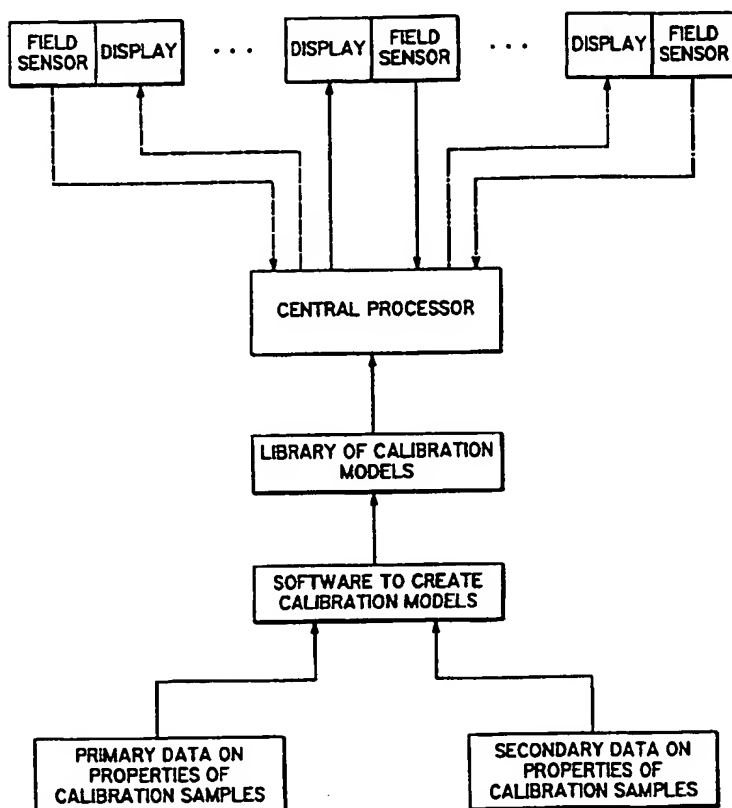 FIELD SENSOR
DISPLAY
. . .
DISPLAY
FIELD SENSOR
. . .
DISPLAY
FIELD SENSOR
CENTRAL PROCESSOR
LIBRARY OF CALIBRATION
MODELS
SOFTWARE TO CREATE
CALIBRATION MODELS
PRIMARY DATA ON
PROPERTIES OF
CALIBRATION SAMPLES
SECONDARY DATA ON
PROPERTIES OF
CALIBRATION SAMPLES